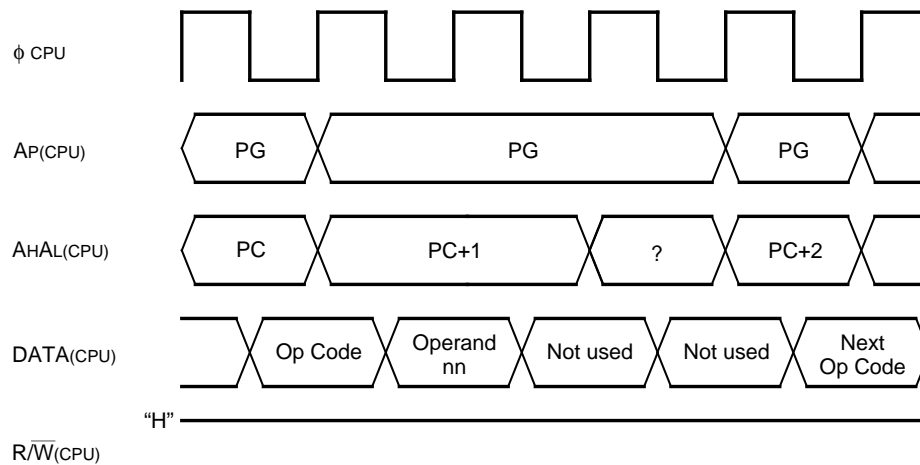 ϕ CPU
AP(CPU) PG PG PG
AHAL(CPU) PC PC+1 ? PC+2
DATA(CPU) Op Code Operand nn Not used Not used Next Op Code
“H”
R/W̅(CPU)